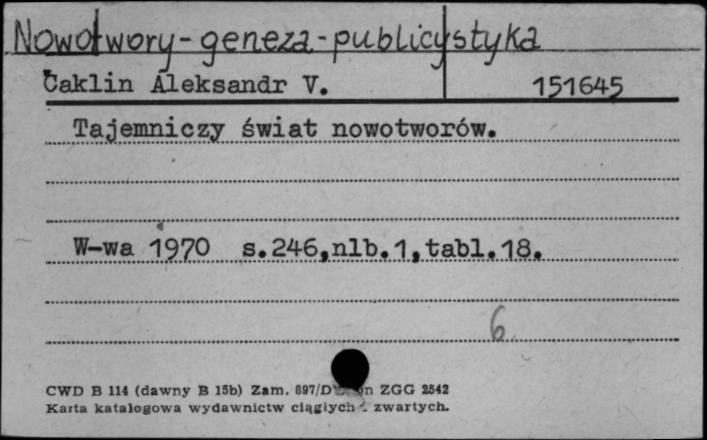 Nowotwory - geneza - publicystyka
Čaklin Aleksandr V. 151645
Tajemniczy świat nowotworów.
W-wa 1970 s.246,nlb.1,tabl.18.
6
CWD B 114 (dawny B 15b) Zam. 897/D ZGG 2542
Karta katalogowa wydawnictw ciągłych zwartych.